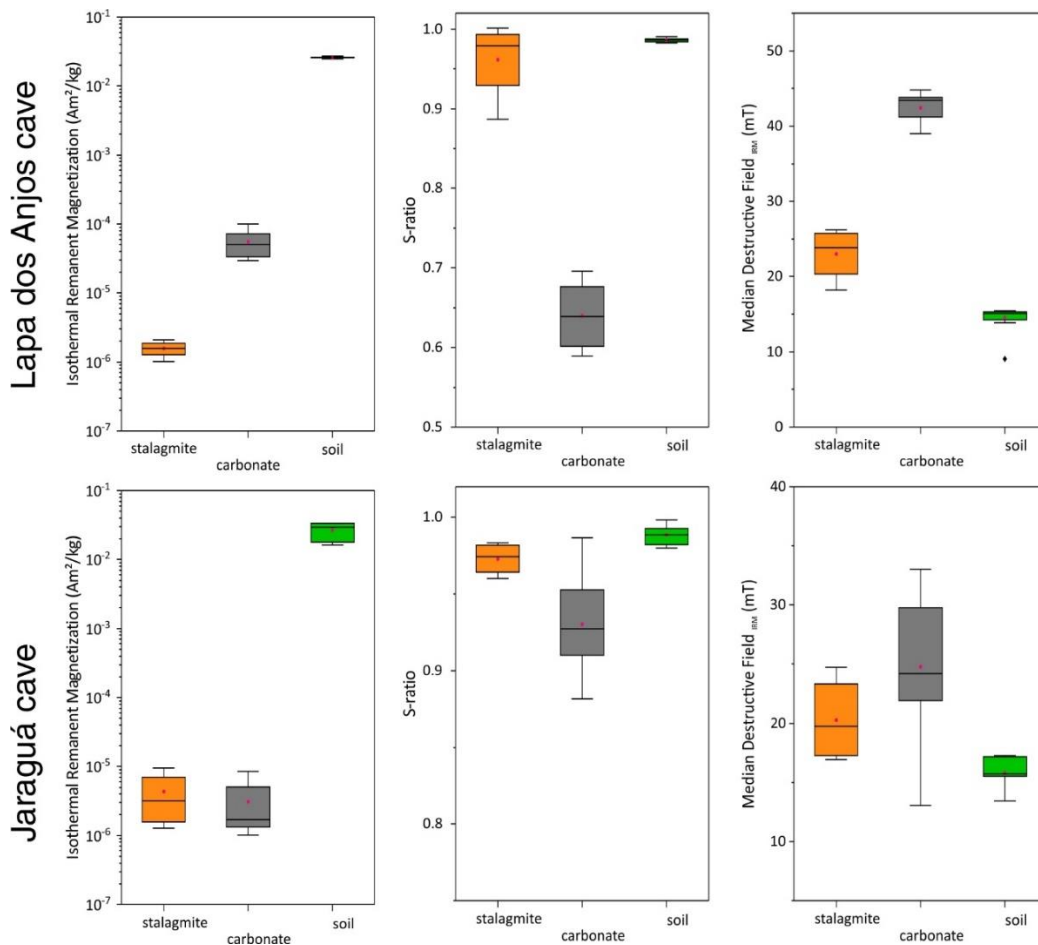 Lapa dos Anjos cave
Isothermal Remanent Magnetization (Am²/kg)
10⁻¹
10⁻²
10⁻³
10⁻⁴
10⁻⁵
10⁻⁶
10⁻⁷
stalagmite
carbonate
soil
S-ratio
1.0
0.9
0.8
0.7
0.6
0.5
stalagmite
carbonate
soil
Median Destructive Field IRM (mT)
50
40
30
20
10
0
stalagmite
carbonate
soil
Jaraguá cave
Isothermal Remanent Magnetization (Am²/kg)
10⁻¹
10⁻²
10⁻³
10⁻⁴
10⁻⁵
10⁻⁶
10⁻⁷
stalagmite
carbonate
soil
S-ratio
1.0
0.9
0.8
stalagmite
carbonate
soil
Median Destructive Field IRM (mT)
40
30
20
10
stalagmite
carbonate
soil